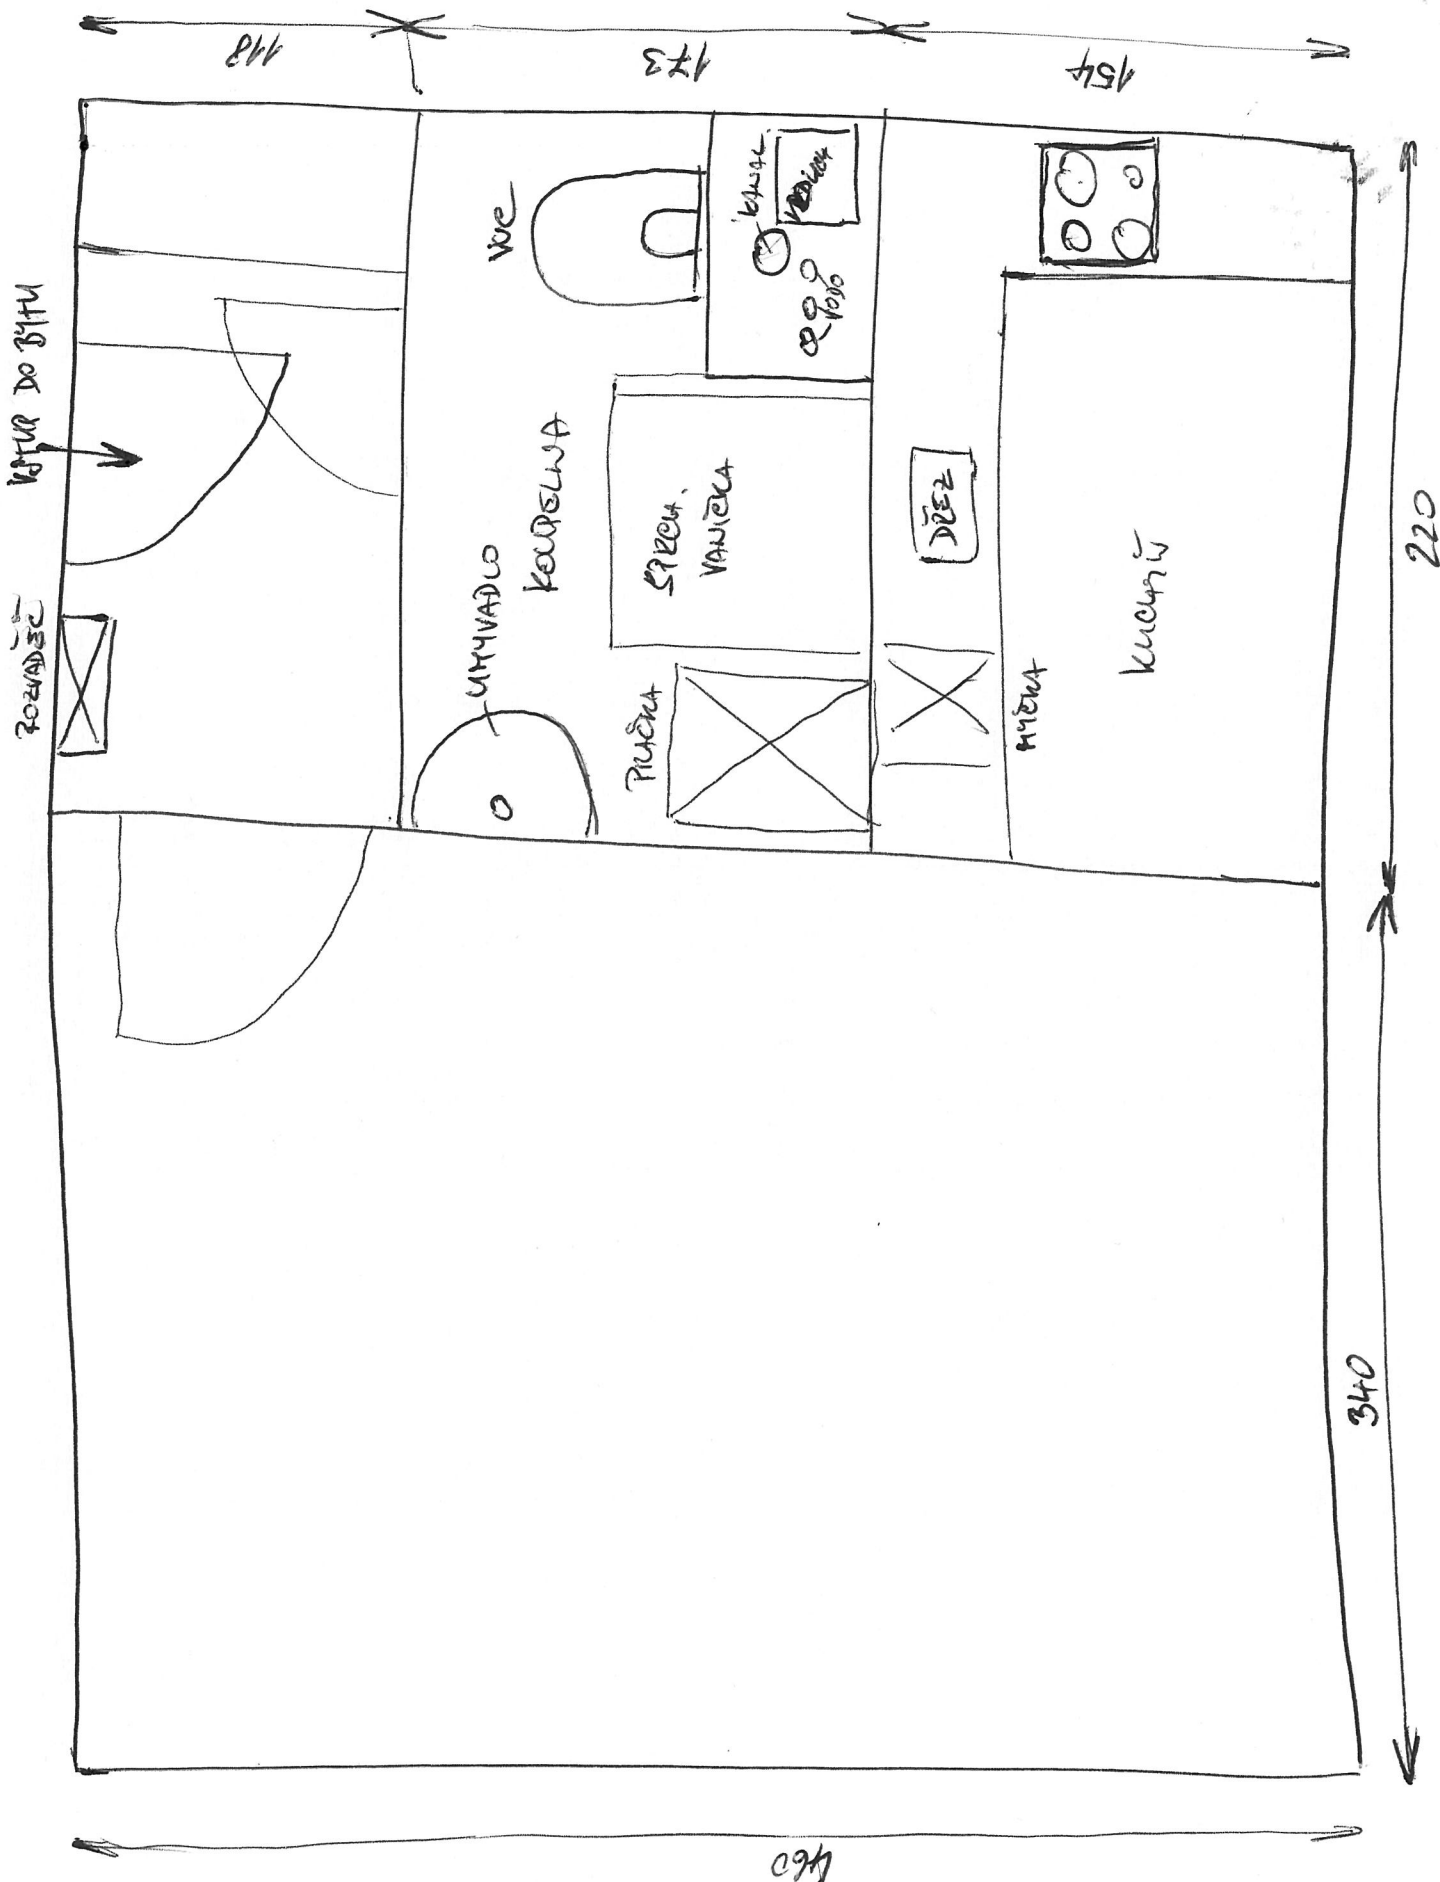 118
173
154
VSTUP DO BYTU
ROZVADĚČ
WC
KANAL.
VODO
KOUPELNA
UMYVADLO
SPRCH.
VANIČKA
PRAČKA
DŘEZ
MYČKA
KUCHYŇ
220
340
460